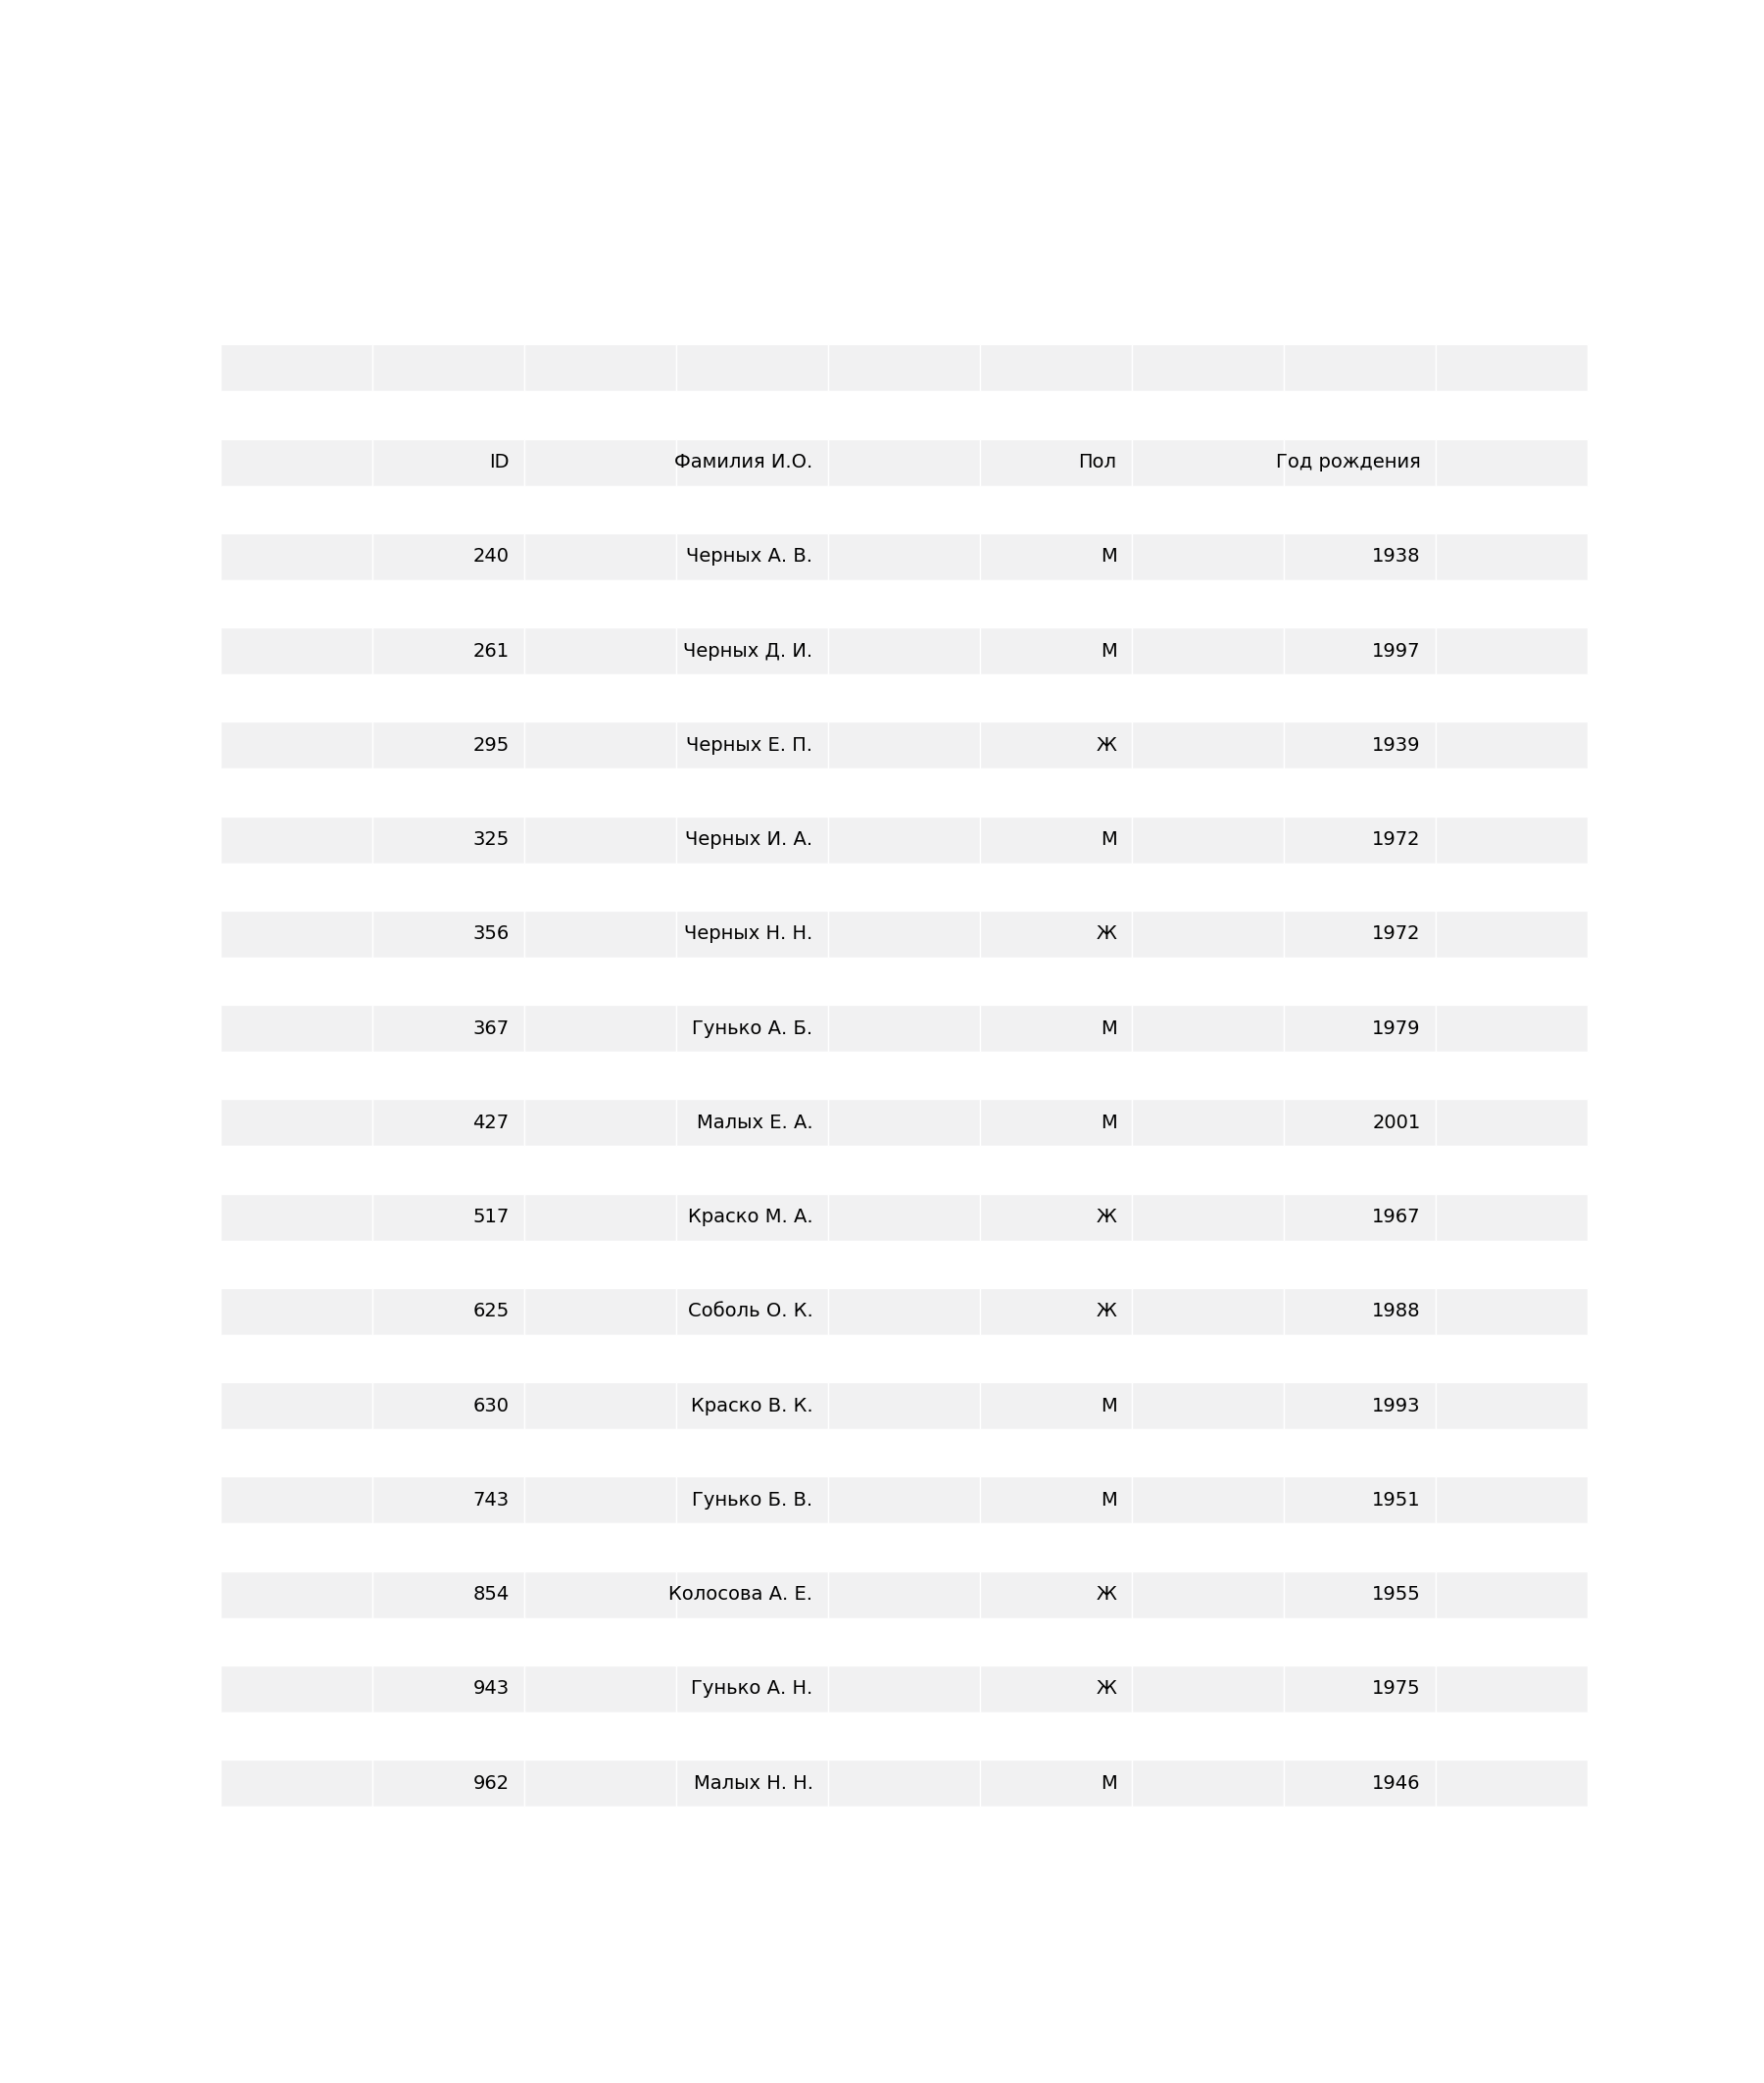 ID Фамилия И.О. Пол Год рождения
240 Черных А. В. М 1938
261 Черных Д. И. М 1997
295 Черных Е. П. Ж 1939
325 Черных И. А. М 1972
356 Черных Н. Н. Ж 1972
367 Гунько А. Б. М 1979
427 Малых Е. А. М 2001
517 Краско М. А. Ж 1967
625 Соболь О. К. Ж 1988
630 Краско В. К. М 1993
743 Гунько Б. В. М 1951
854 Колосова А. Е. Ж 1955
943 Гунько А. Н. Ж 1975
962 Малых Н. Н. М 1946